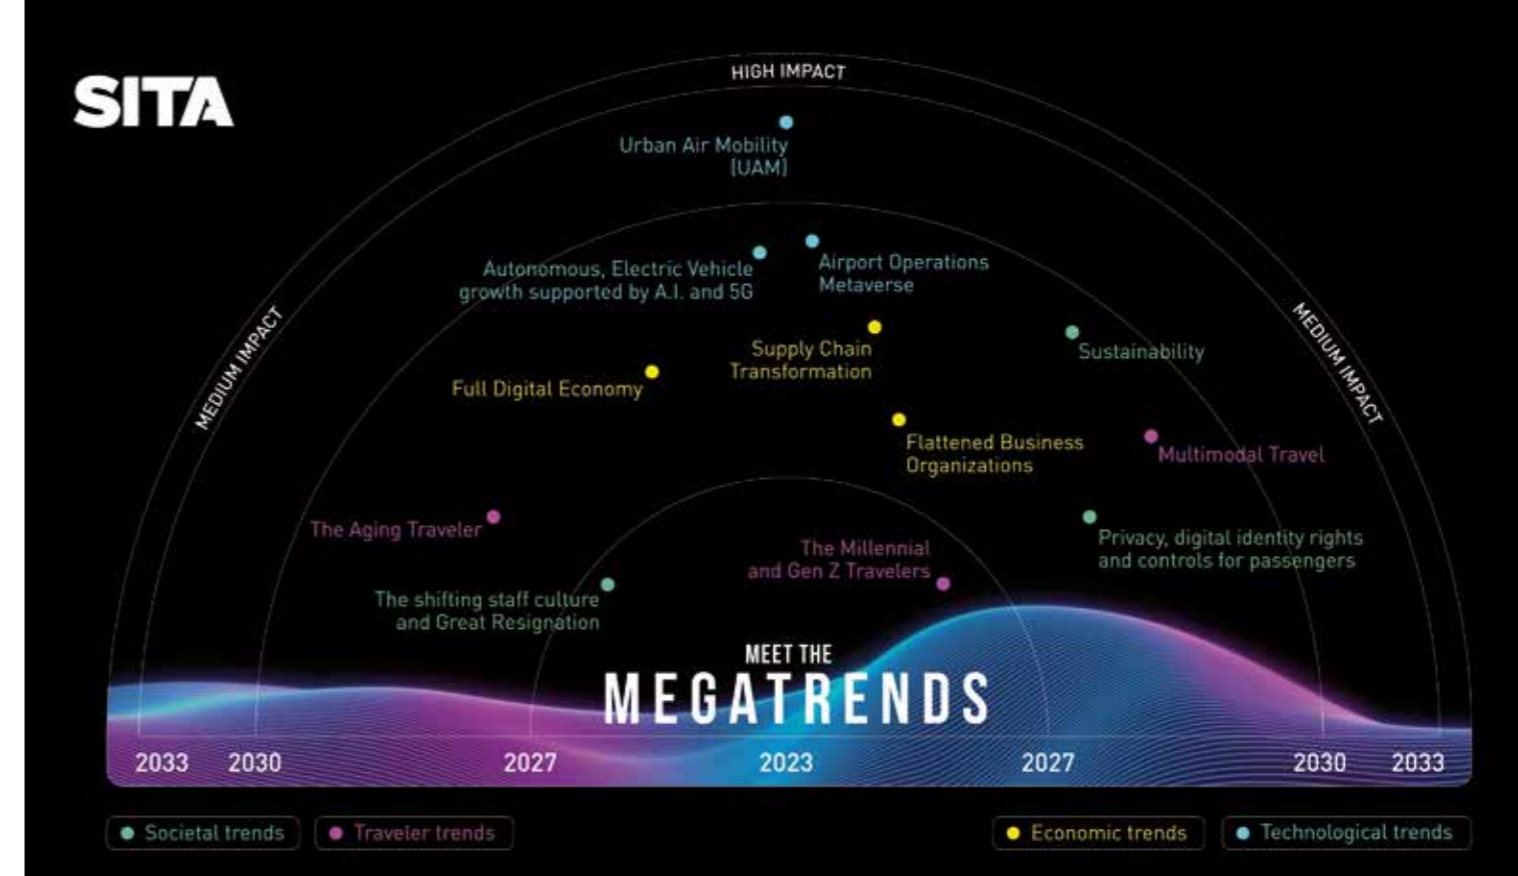 SITA
HIGH IMPACT
Urban Air Mobility
(UAM)
Autonomous, Electric Vehicle
growth supported by A.I. and 5G
Airport Operations
Metaverse
MEDIUM IMPACT
MEDIUM IMPACT
Supply Chain
Transformation
Sustainability
Full Digital Economy
Flattened Business
Organizations
Multimodal Travel
The Aging Traveler
The Millennial
and Gen Z Travelers
Privacy, digital identity rights
and controls for passengers
The shifting staff culture
and Great Resignation
MEET THE
MEGATRENDS
2033 2030 2027 2023 2027 2030 2033
Societal trends
Traveler trends
Economic trends
Technological trends